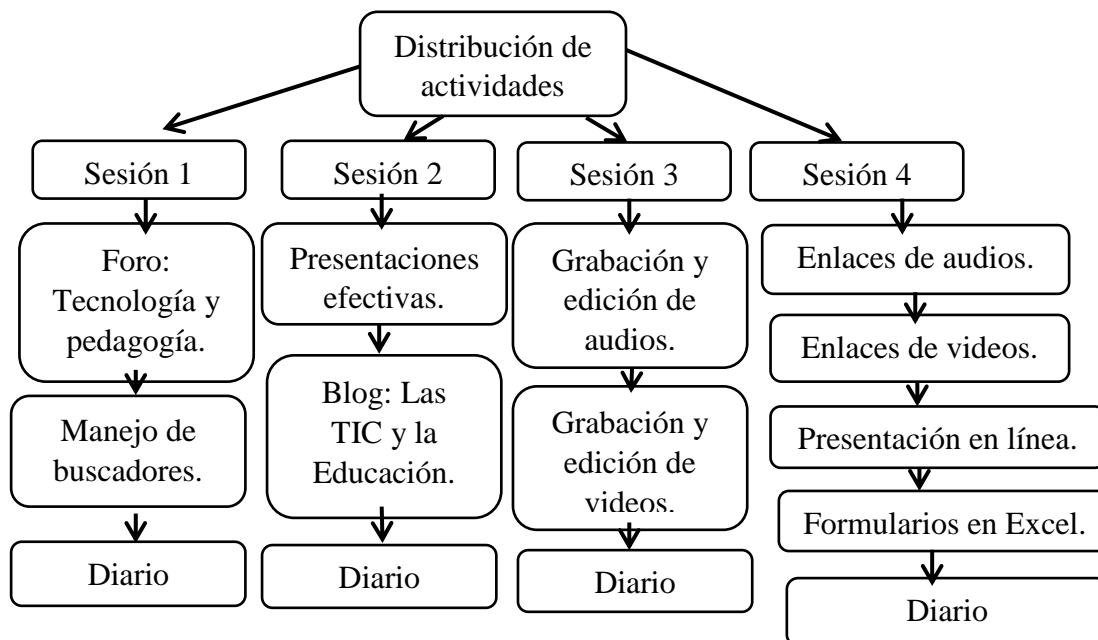 Distribución de
actividades
Sesión 1
Sesión 2
Sesión 3
Sesión 4
Foro:
Tecnología y
pedagogía.
Manejo de
buscadores.
Diario
Presentaciones
efectivas.
Blog: Las
TIC y la
Educación.
Diario
Grabación y
edición de
audios.
Grabación y
edición de
videos.
Diario
Enlaces de audios.
Enlaces de videos.
Presentación en línea.
Formularios en Excel.
Diario